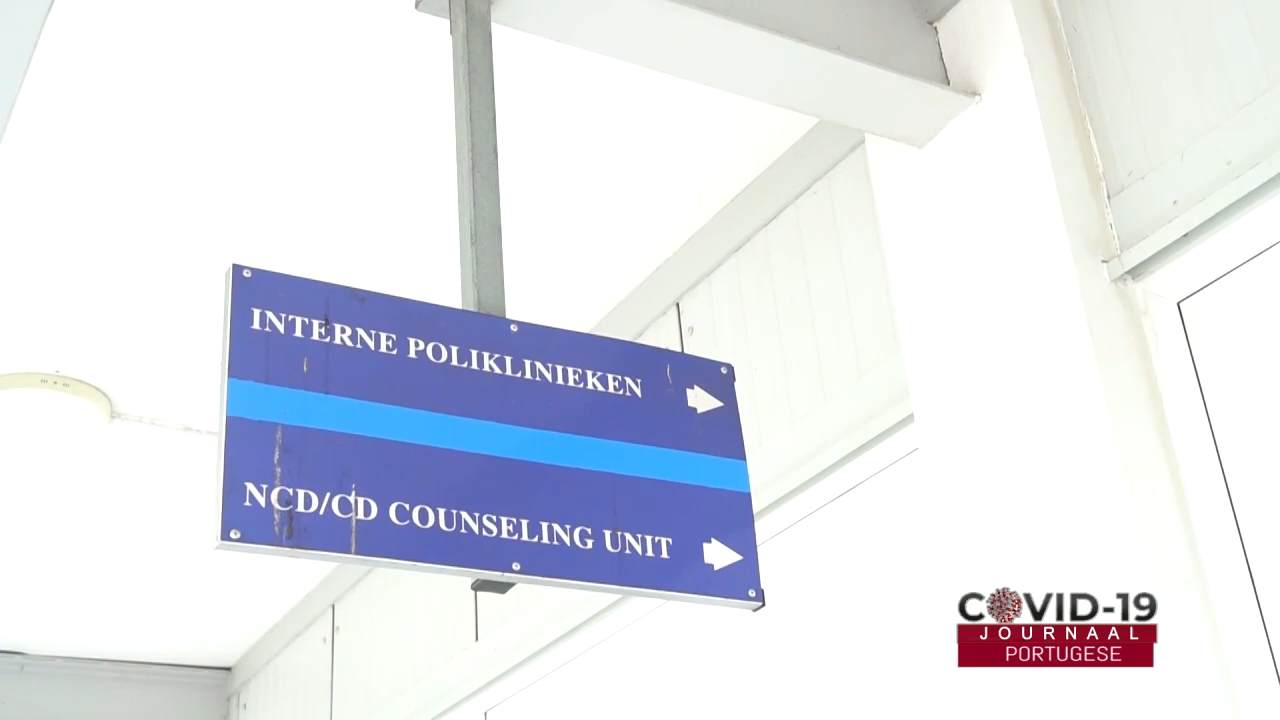 INTERNE POLIKLINIEKEN
NCD/CD COUNSELING UNIT
COVID-19
JOURNAAL
PORTUGESE